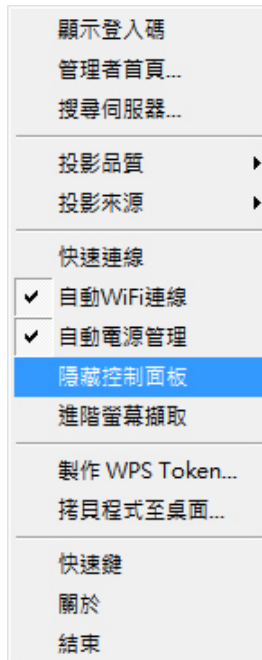 顯示登入碼
管理者首頁...
搜尋伺服器...
投影品質
投影來源
快速連線
自動WiFi連線
自動電源管理
隱藏控制面板
進階螢幕擷取
製作 WPS Token...
拷貝程式至桌面...
快速鍵
關於
結束